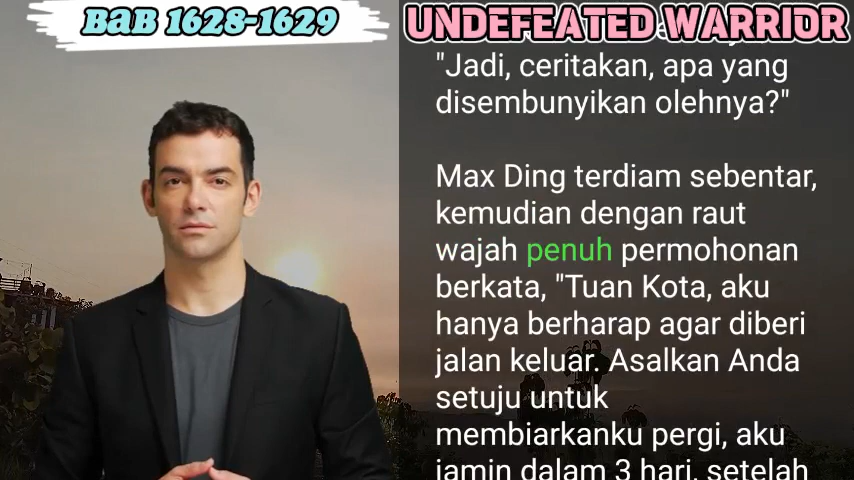 BAB 1628-1629
UNDEFEATED WARRIOR
"Jadi, ceritakan, apa yang
disembunyikan olehnya?"
Max Ding terdiam sebentar,
kemudian dengan raut
wajah penuh permohonan
berkata, "Tuan Kota, aku
hanya berharap agar diberi
jalan keluar. Asalkan Anda
setuju untuk
membiarkanku pergi, aku
jamin dalam 3 hari, setelah